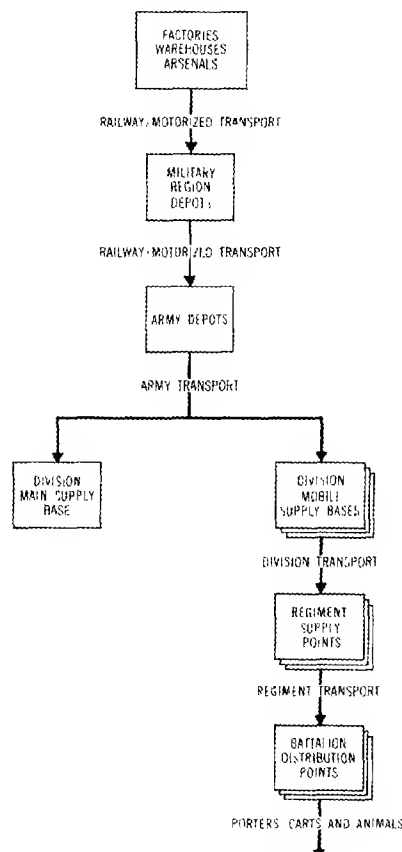 FACTORIES
WAREHOUSES
ARSENALS
RAILWAY/MOTORIZED TRANSPORT
MILITARY
REGION
DEPOTS
RAILWAY/MOTORIZED TRANSPORT
ARMY DEPOTS
ARMY TRANSPORT
DIVISION
MAIN SUPPLY
BASE
DIVISION
MOBILE
SUPPLY BASES
DIVISION TRANSPORT
REGIMENT
SUPPLY
POINTS
REGIMENT TRANSPORT
BATTALION
DISTRIBUTION
POINTS
PORTERS CARTS AND ANIMALS